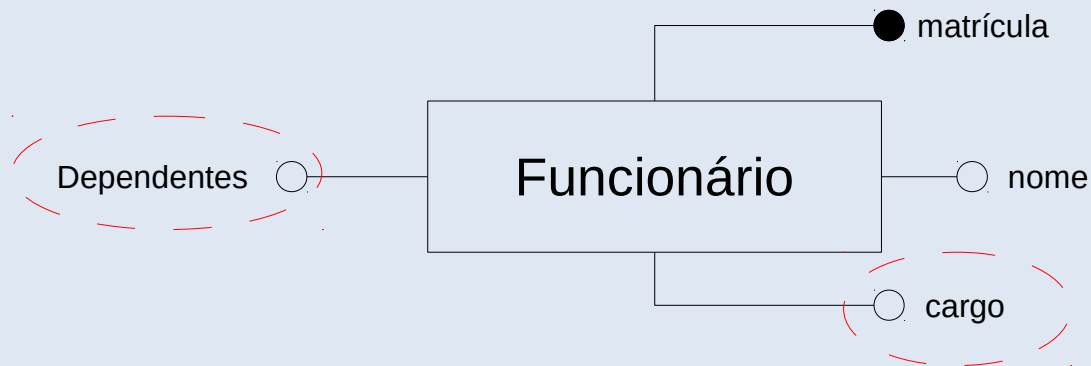 matrícula
Dependentes
Funcionário
nome
cargo